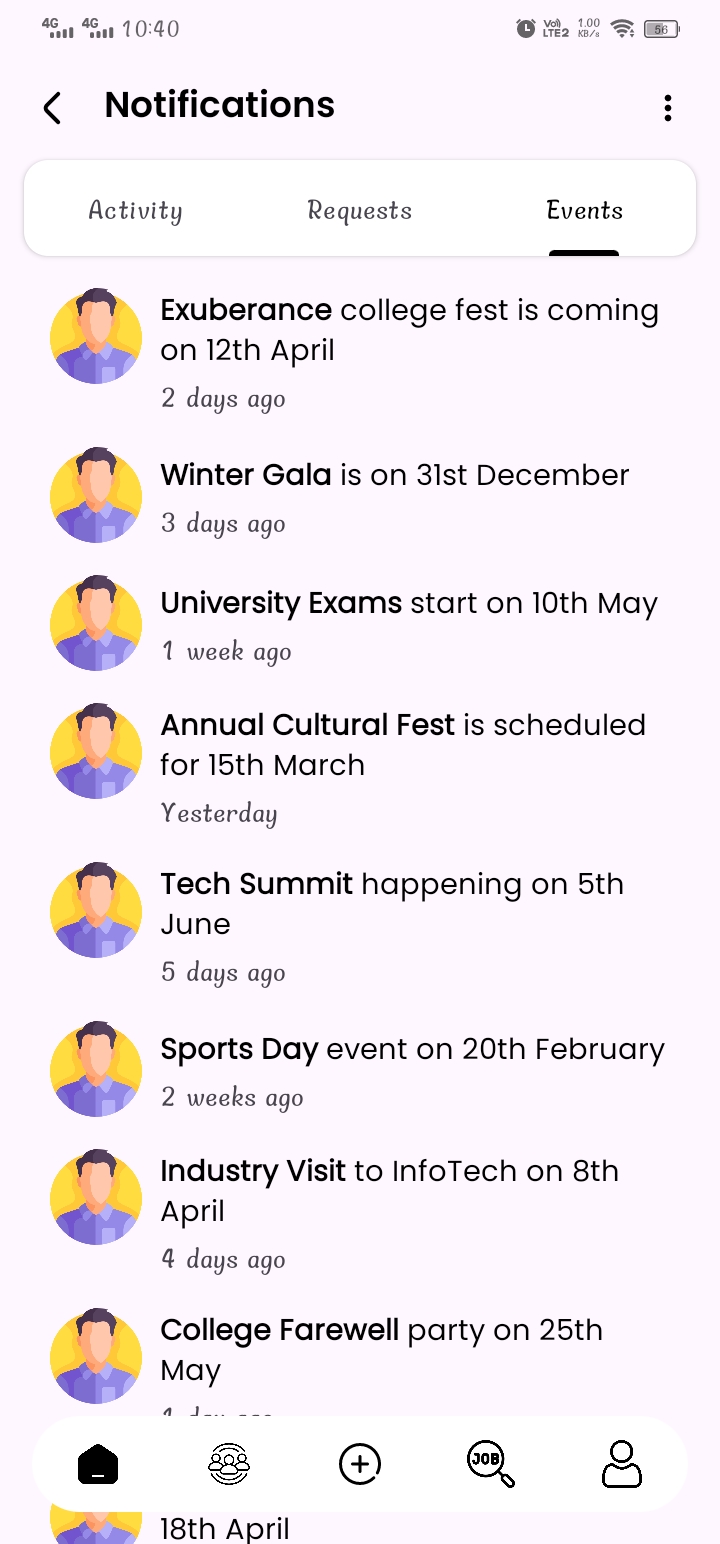 4G 4G 10:40 Vo) LTE2 1.00 KB/s 56
Notifications
Activity Requests Events
Exuberance college fest is coming
on 12th April
2 days ago
Winter Gala is on 31st December
3 days ago
University Exams start on 10th May
1 week ago
Annual Cultural Fest is scheduled
for 15th March
Yesterday
Tech Summit happening on 5th
June
5 days ago
Sports Day event on 20th February
2 weeks ago
Industry Visit to InfoTech on 8th
April
4 days ago
College Farewell party on 25th
May
1 day ago
JOB
18th April